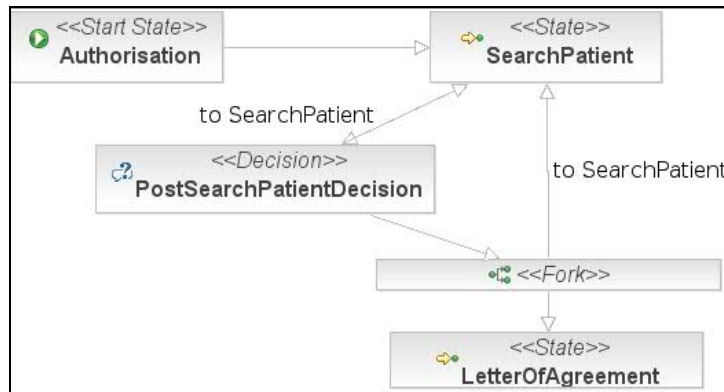 <<Start State>>
Authorisation
<<State>>
SearchPatient
to SearchPatient
<<Decision>>
PostSearchPatientDecision
to SearchPatient
<<Fork>>
<<State>>
LetterOfAgreement